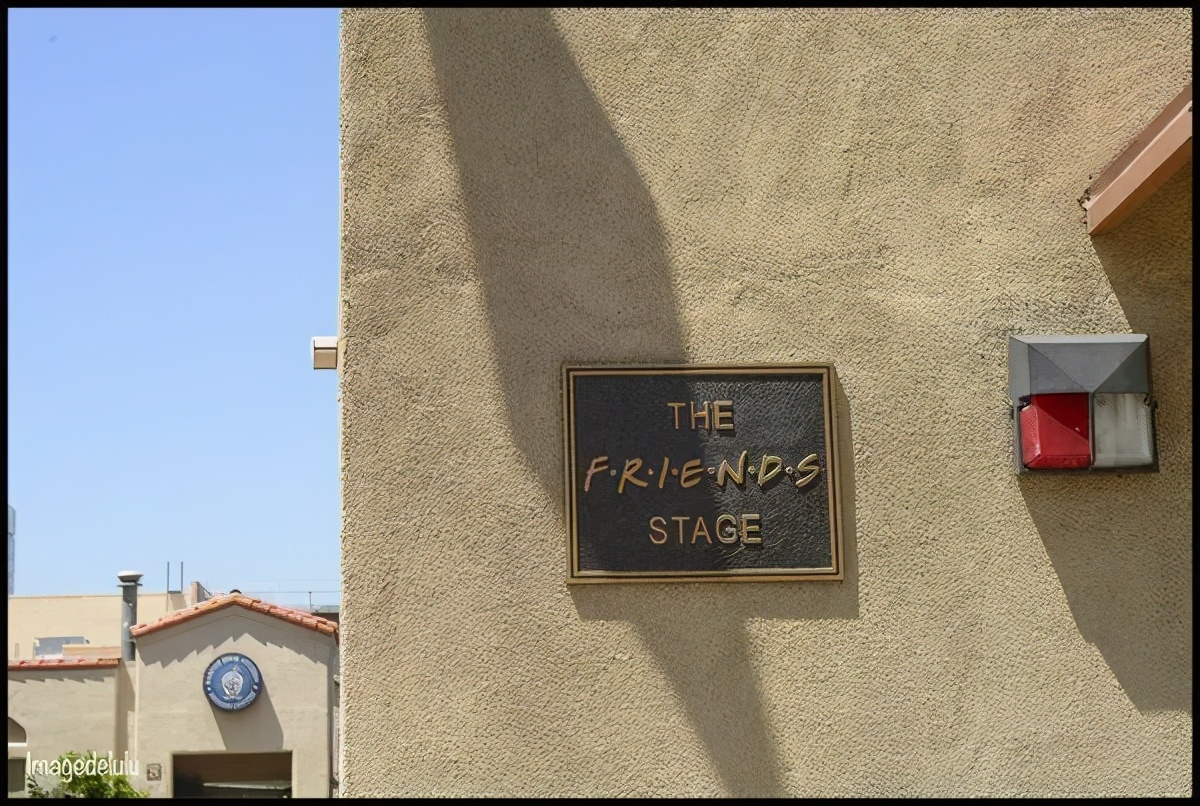 THE
F·R·I·E·N·D·S
STAGE
Imagedelulu